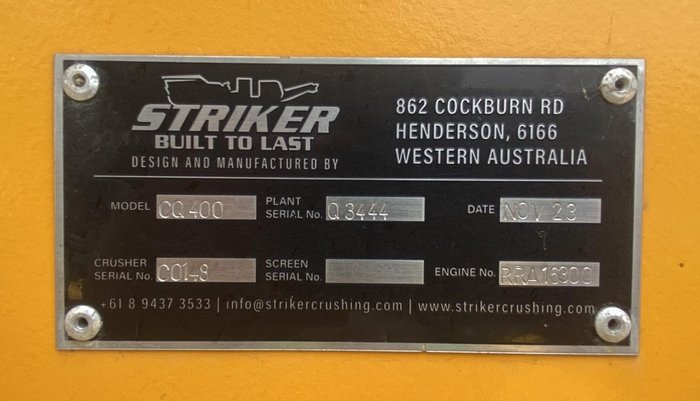 STRIKER
BUILT TO LAST
DESIGN AND MANUFACTURED BY
862 COCKBURN RD
HENDERSON, 6166
WESTERN AUSTRALIA
MODEL CQ400 PLANT SERIAL No. Q3444 DATE NOV 23
CRUSHER SERIAL No. C0148 SCREEN SERIAL No. ENGINE No. RRA16300
+61 8 9437 3533 | info@strikercrushing.com | www.strikercrushing.com